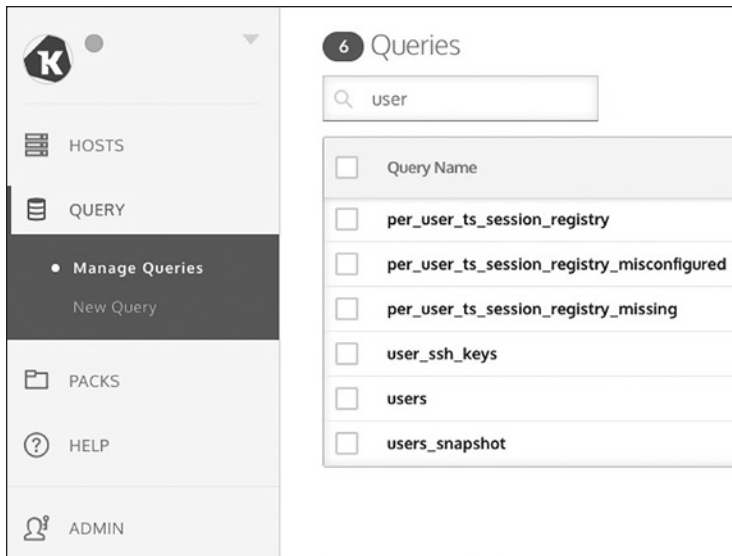 K
HOSTS
QUERY
Manage Queries
New Query
PACKS
HELP
ADMIN
6 Queries
user
Query Name
per_user_ts_session_registry
per_user_ts_session_registry_misconfigured
per_user_ts_session_registry_missing
user_ssh_keys
users
users_snapshot